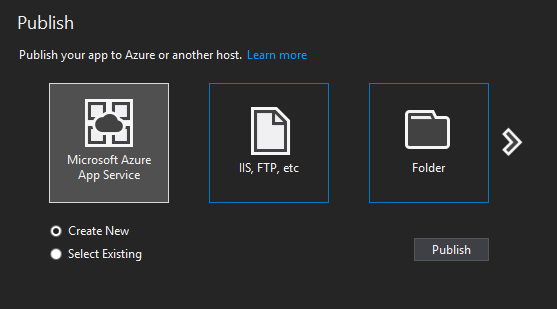 Publish
Publish your app to Azure or another host. Learn more
Microsoft Azure
App Service
IIS, FTP, etc
Folder
Create New
Select Existing
Publish